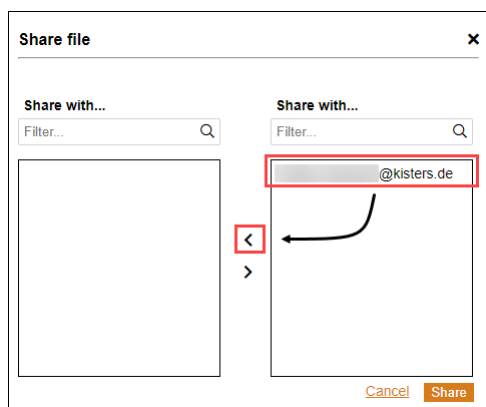 Share file
Share with...
Share with...
Filter...
Filter...
@kisters.de
Cancel
Share